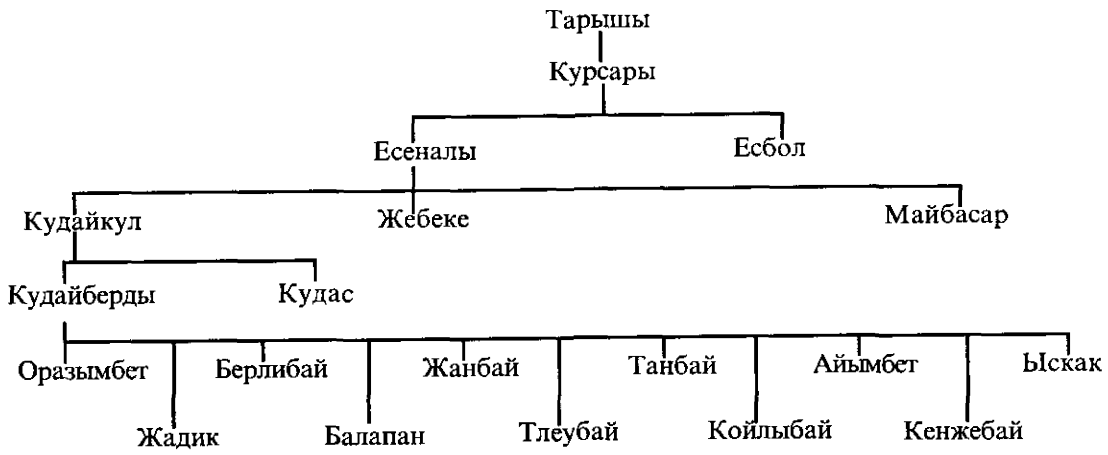 Тарышы
Курсары
Есеналы Есбол
Кудайкул Жебеке Майбасар
Кудайберды Кудас
Оразымбет Берлибай Жанбай Танбай Айымбет Ыскак
Жадик Балапан Тлеубай Койлыбай Кенжебай